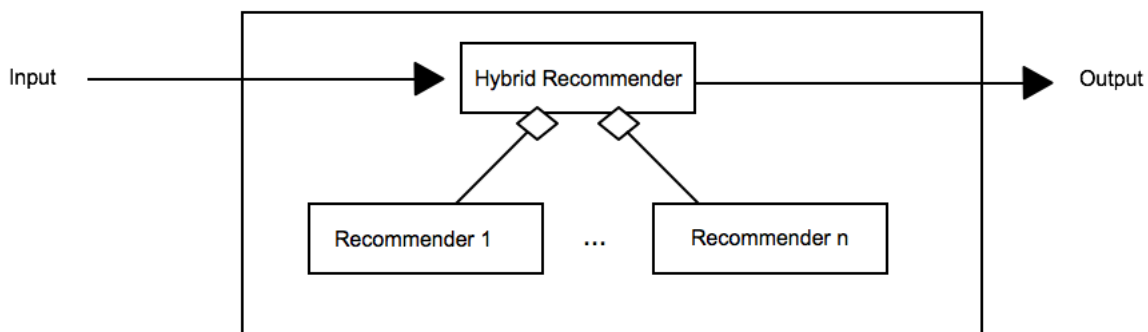 Input
Hybrid Recommender
Output
Recommender 1
...
Recommender n